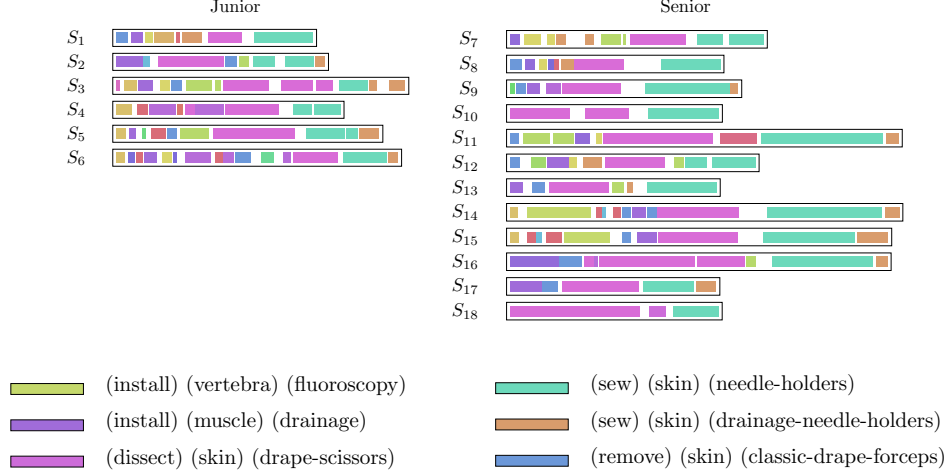 Junior
S1
S2
S3
S4
S5
S6
Senior
S7
S8
S9
S10
S11
S12
S13
S14
S15
S16
S17
S18
(install) (vertebra) (fluoroscopy)
(install) (muscle) (drainage)
(dissect) (skin) (drape-scissors)
(sew) (skin) (needle-holders)
(sew) (skin) (drainage-needle-holders)
(remove) (skin) (classic-drape-forceps)